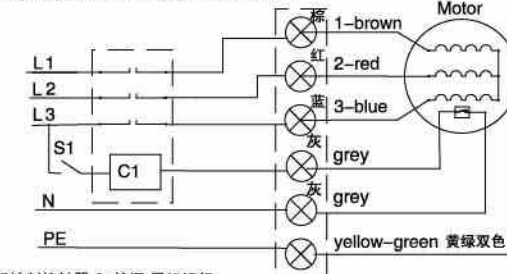 Motor
棕 1-brown
L1
红 2-red
L2
蓝 3-blue
L3
灰 grey
S1
C1
灰 grey
N
PE
yellow-green 黄绿双色